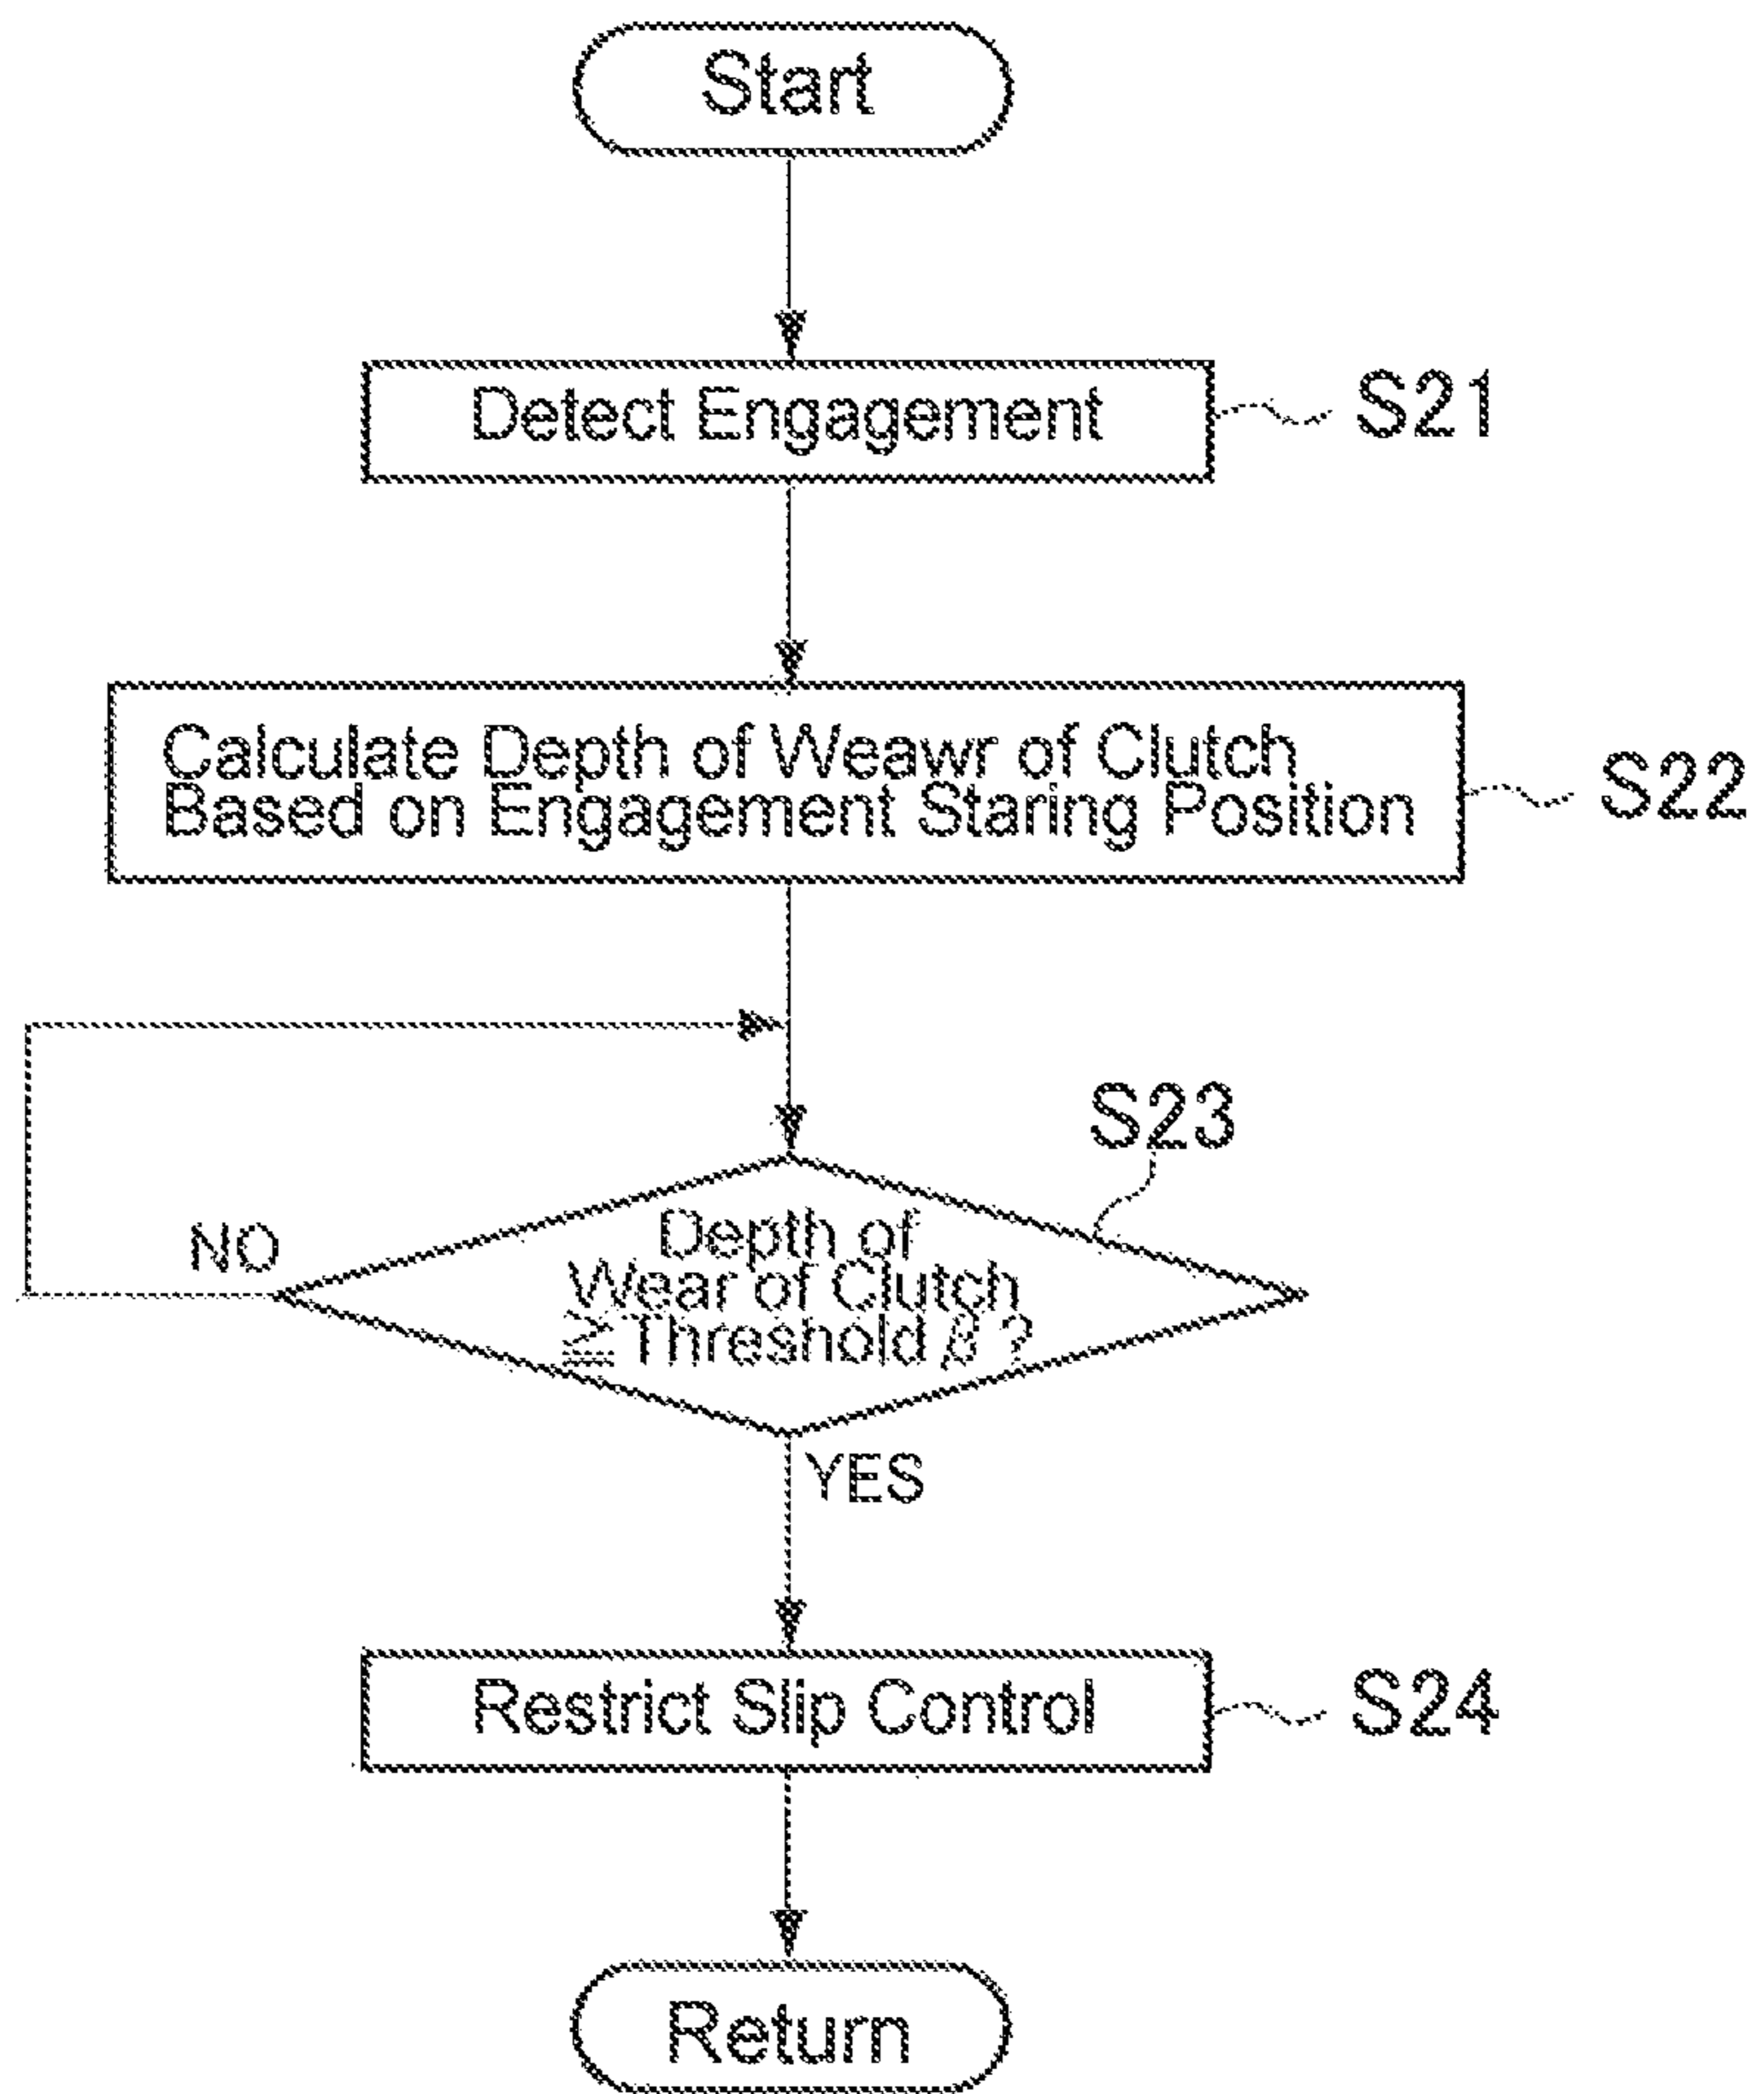 Start
Detect Engagement
S21
Calculate Depth of Weawr of Clutch
Based on Engagement Staring Position
S22
S23
NO
Depth of
Wear of Clutch
≧Threshold β ?
YES
Restrict Slip Control
S24
Return